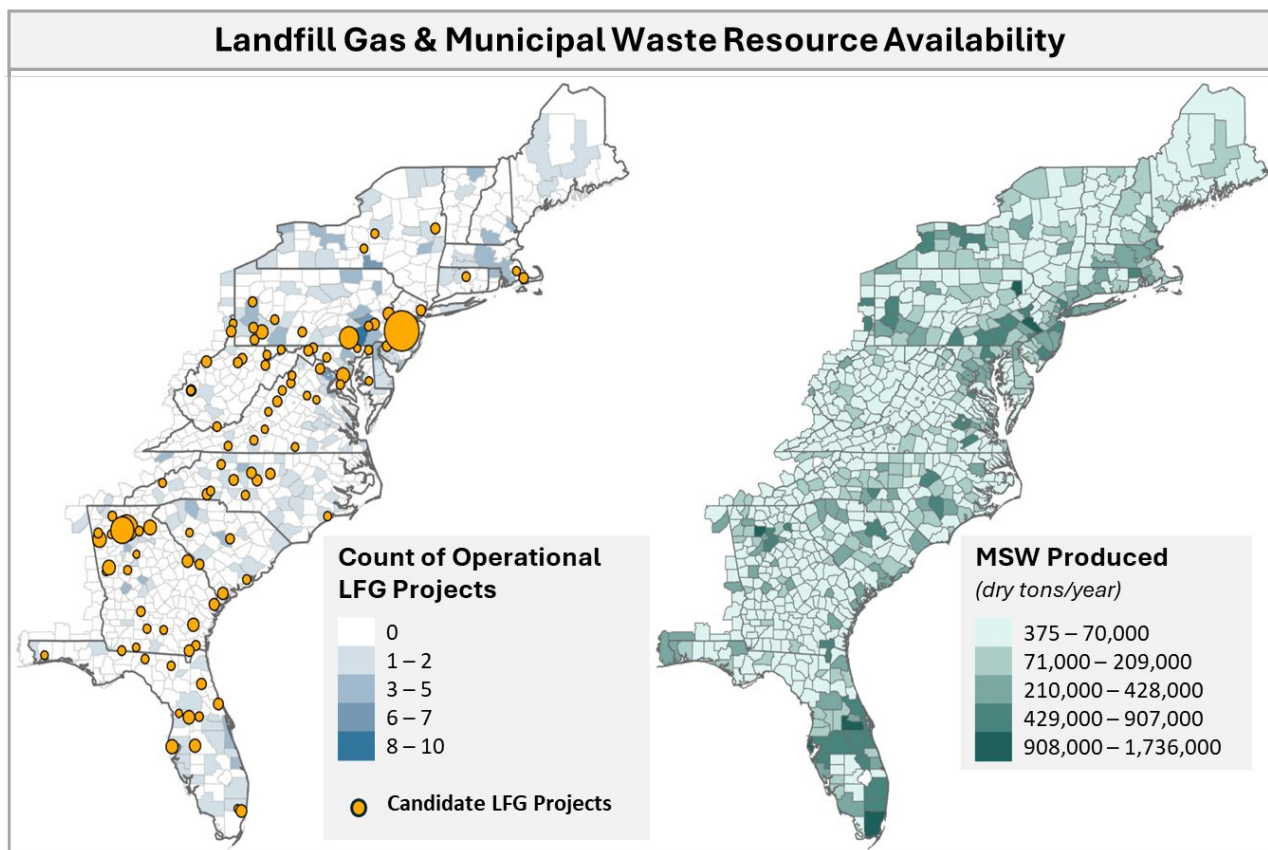 Landfill Gas & Municipal Waste Resource Availability
Count of Operational
LFG Projects
0
1 – 2
3 – 5
6 – 7
8 – 10
Candidate LFG Projects
MSW Produced
(dry tons/year)
375 – 70,000
71,000 – 209,000
210,000 – 428,000
429,000 – 907,000
908,000 – 1,736,000